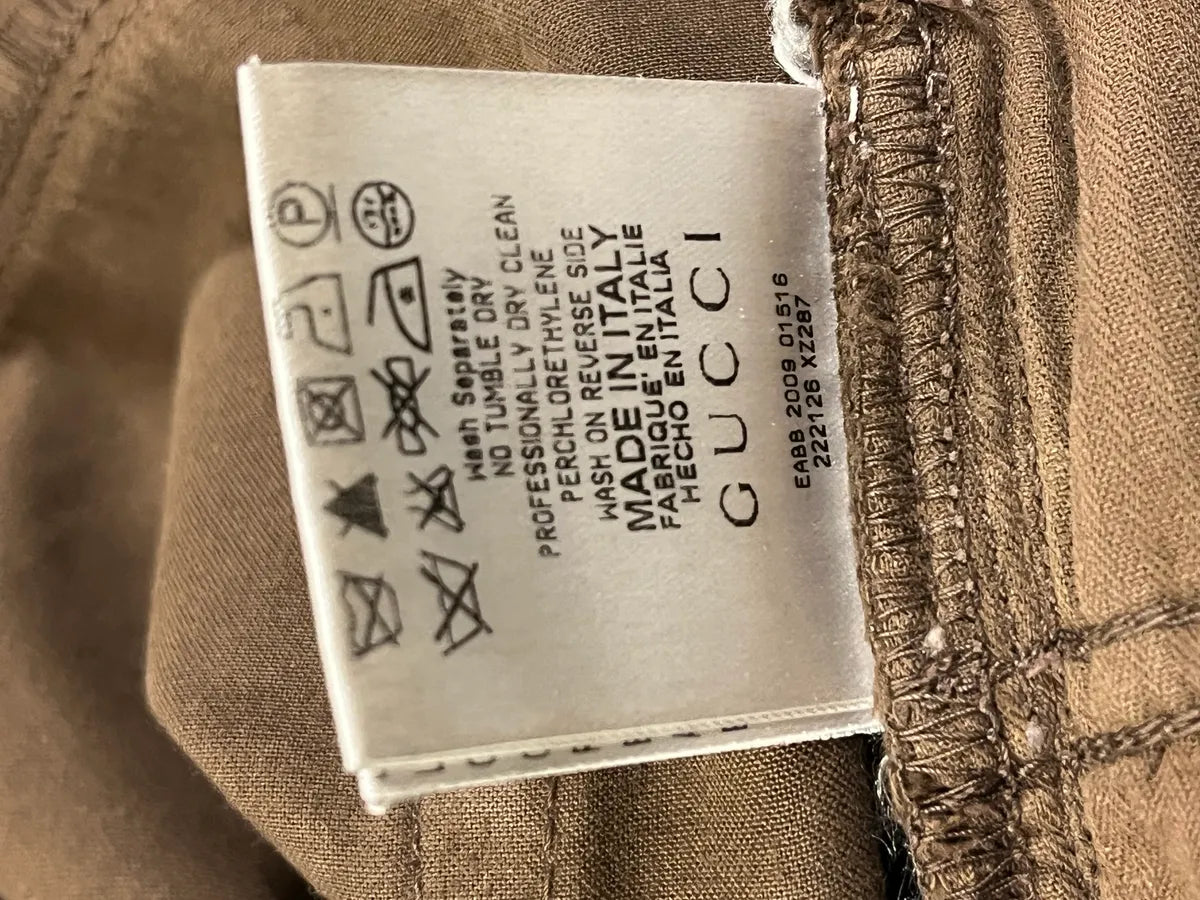 P
Wash Separately
NO TUMBLE DRY
PROFESSIONALLY DRY CLEAN
PERCHLORETHYLENE
WASH ON REVERSE SIDE
MADE IN ITALY
FABRIQUE' EN ITALIE
HECHO EN ITALIA
GUCCI
EABB 2009 01516
222126 XZ287